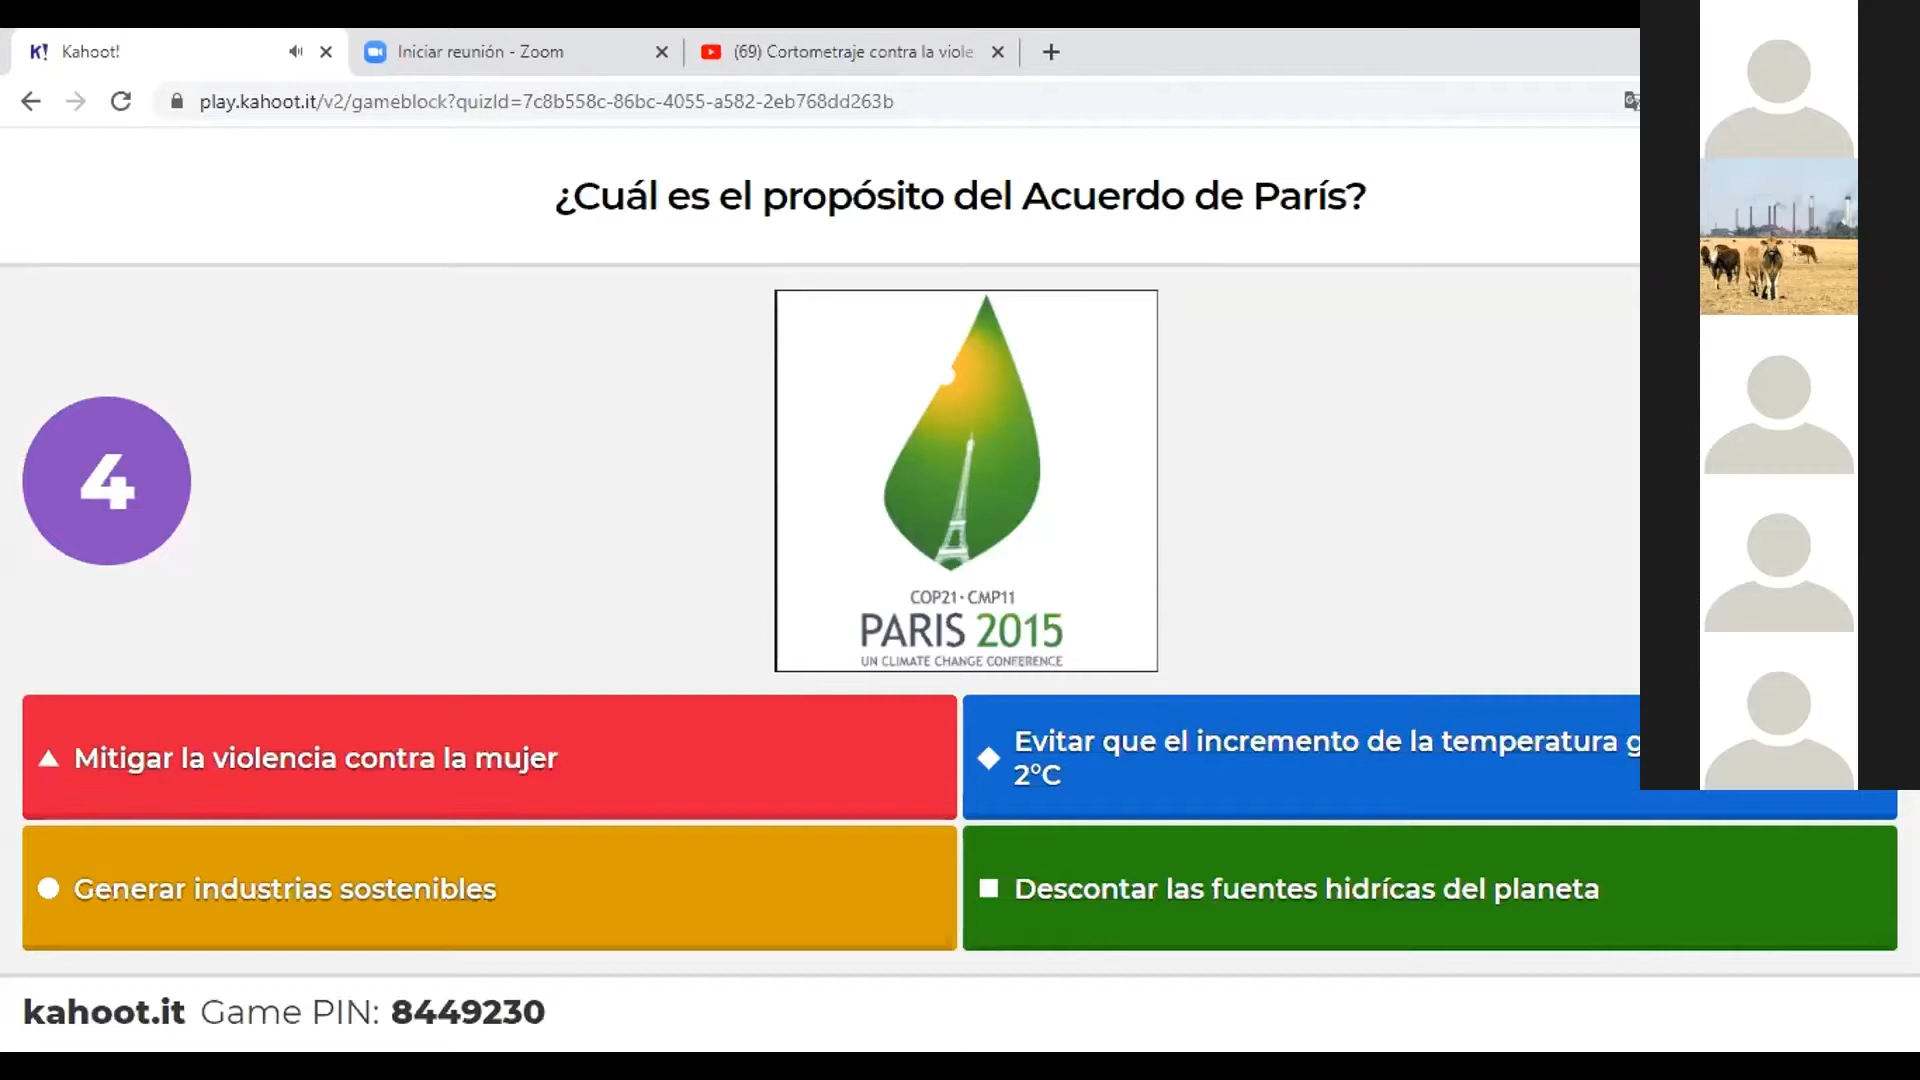 K! Kahoot!
Iniciar reunión - Zoom
(69) Cortometraje contra la viole
play.kahoot.it/v2/gameblock?quizId=7c8b558c-86bc-4055-a582-2eb768dd263b
¿Cuál es el propósito del Acuerdo de París?
4
COP21·CMP11
PARIS 2015
UN CLIMATE CHANGE CONFERENCE
Mitigar la violencia contra la mujer
Evitar que el incremento de la temperatura g
2°C
Generar industrias sostenibles
Descontar las fuentes hidrícas del planeta
kahoot.it Game PIN: 8449230